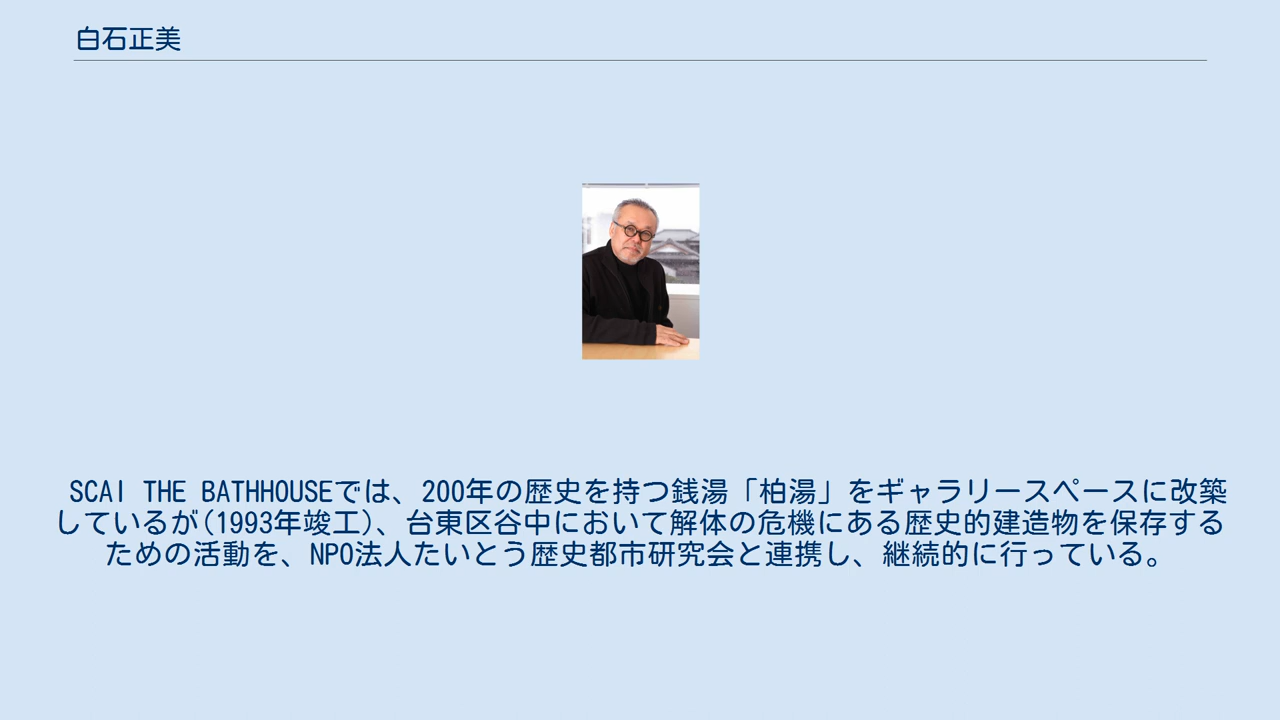 白石正美
SCAI THE BATHHOUSEでは、200年の歴史を持つ銭湯「柏湯」をギャラリースペースに改築
しているが(1993年竣工)、台東区谷中において解体の危機にある歴史的建造物を保存する
ための活動を、NPO法人たいとう歴史都市研究会と連携し、継続的に行っている。